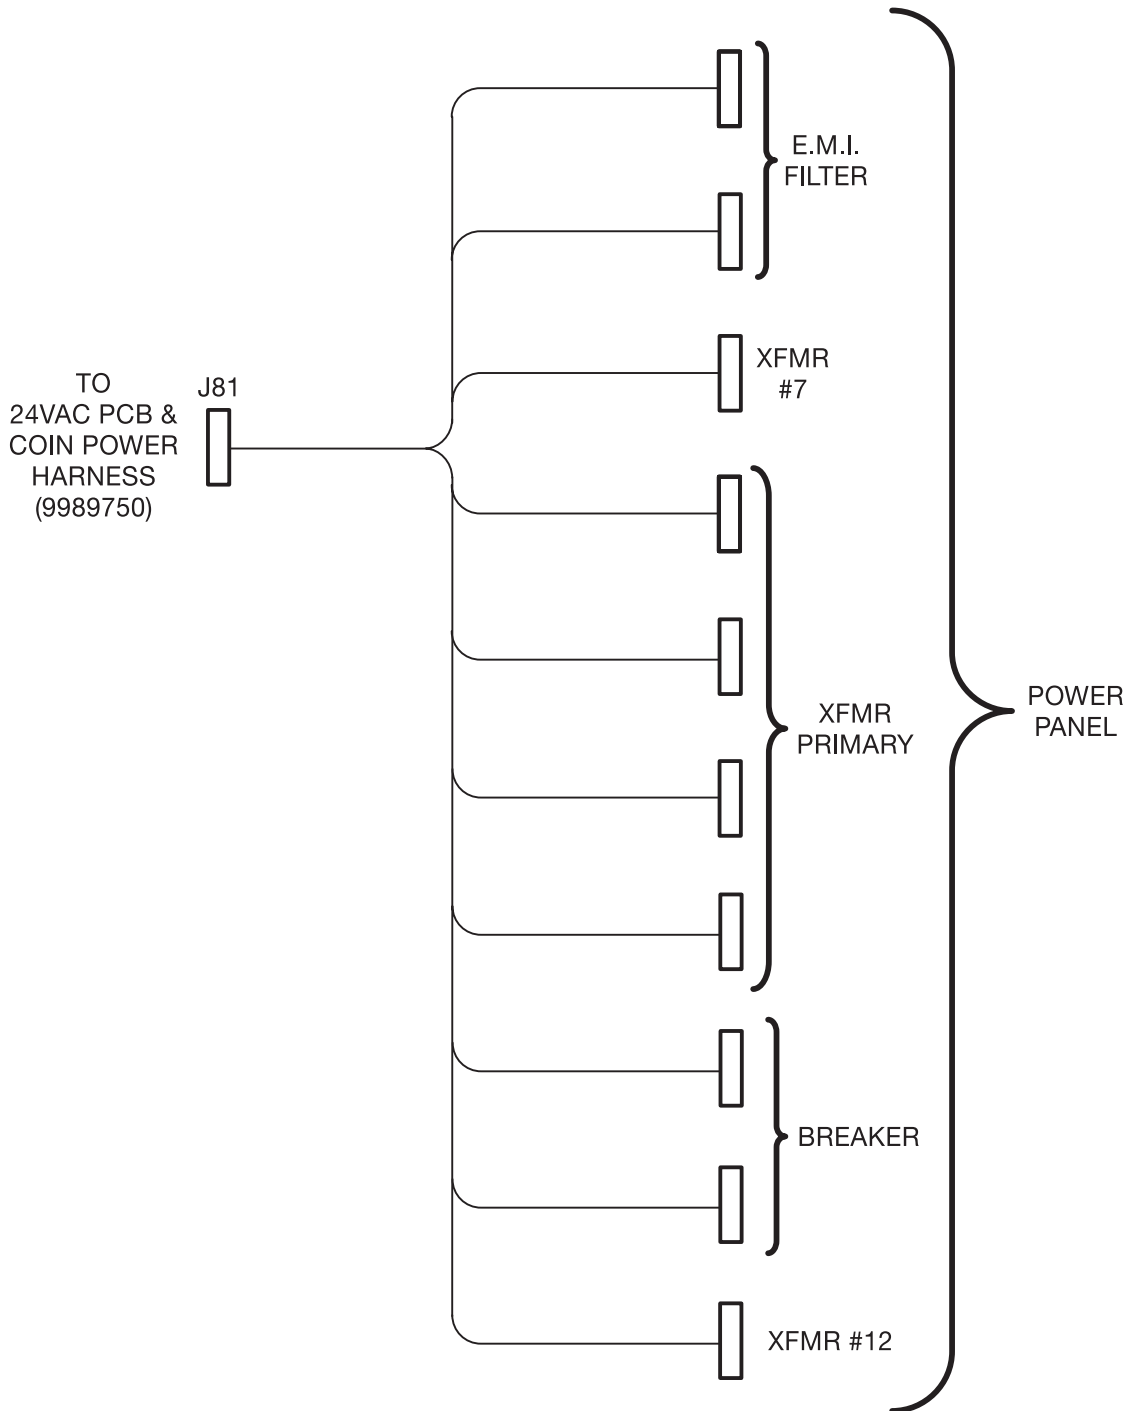 E.M.I.
FILTER
XFMR
#7
TO
24VAC PCB &
COIN POWER
HARNESS
(9989750)
J81
XFMR
PRIMARY
POWER
PANEL
BREAKER
XFMR #12